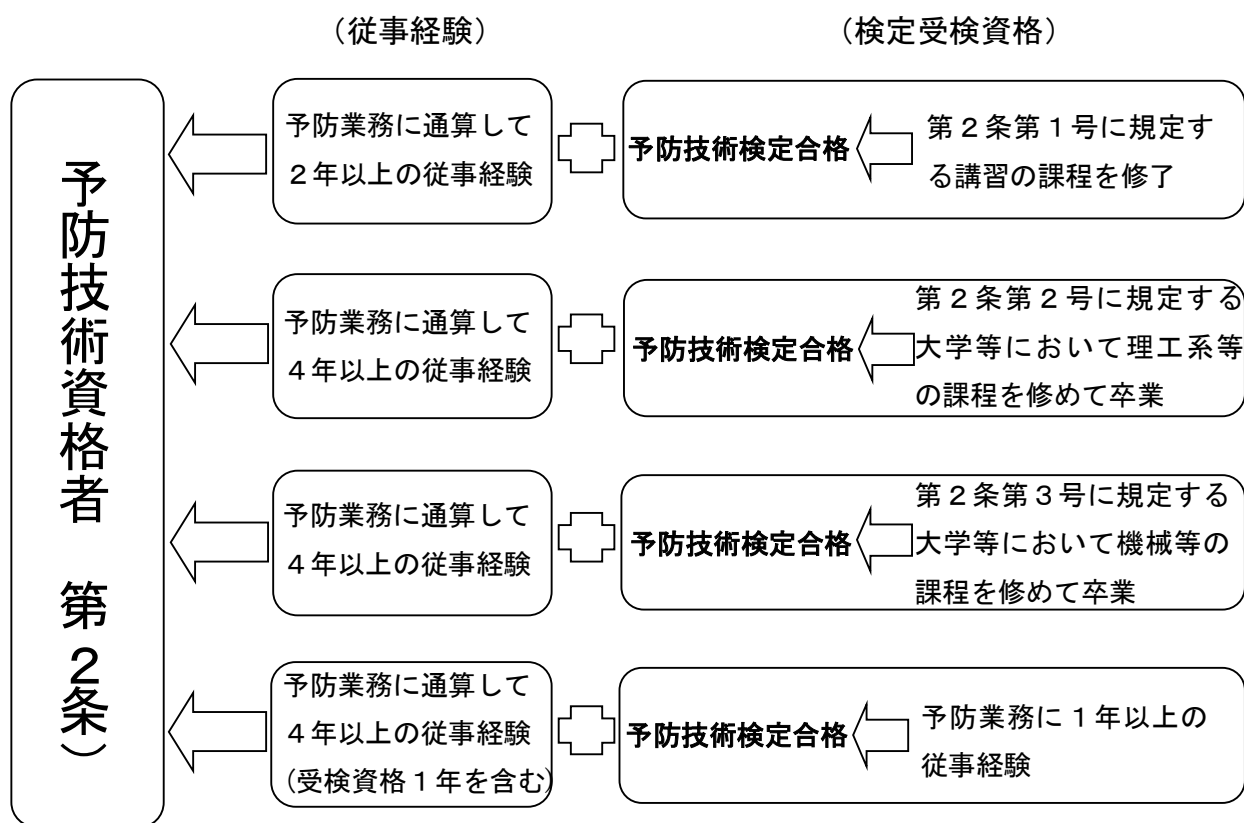 （従事経験）
（検定受検資格）
予防技術資格者　第２条）
予防業務に通算して
２年以上の従事経験
予防技術検定合格
第２条第１号に規定す
る講習の課程を修了
予防業務に通算して
４年以上の従事経験
予防技術検定合格
第２条第２号に規定する
大学等において理工系等
の課程を修めて卒業
予防業務に通算して
４年以上の従事経験
予防技術検定合格
第２条第３号に規定する
大学等において機械等の
課程を修めて卒業
予防業務に通算して
４年以上の従事経験
(受検資格１年を含む)
予防技術検定合格
予防業務に１年以上の
従事経験